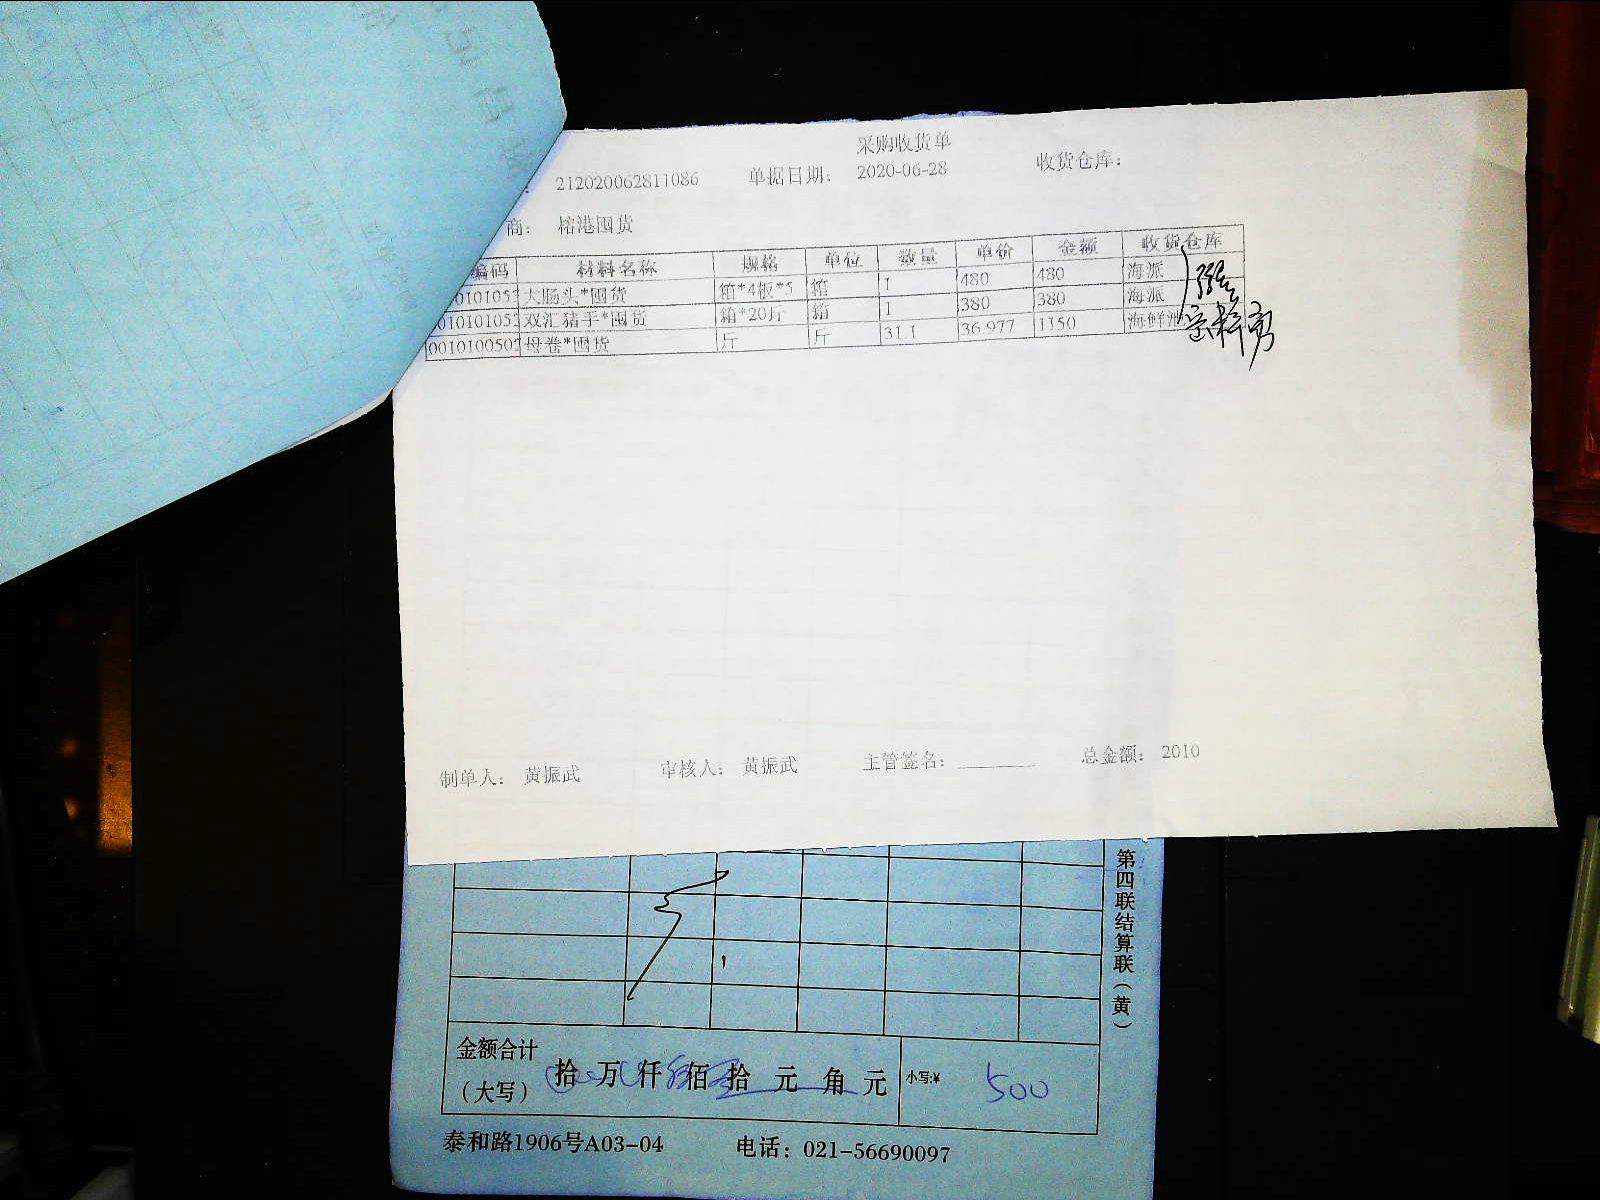 采购收货单
212020062811086 单据日期: 2020-06-28 收货仓库:
商: 榕港囤货
编码 材料名称 规格 单位 数量 单价 金额 收货仓库
大肠头*囤货 箱*4板*5 箱 1 480 480 海派
双汇猪手*囤货 箱*20斤 箱 1 380 380 海派
001010050 母卷*囤货 斤 斤 31.1 36.977 1150 海鲜池
制单人: 黄振武 审核人: 黄振武 主管签名: 总金额: 2010
第四联结算联(黄)
金额合计
(大写) 拾 万 仟 佰 拾 元 角 元 小写:¥ 500
泰和路1906号A03-04 电话: 021-56690097